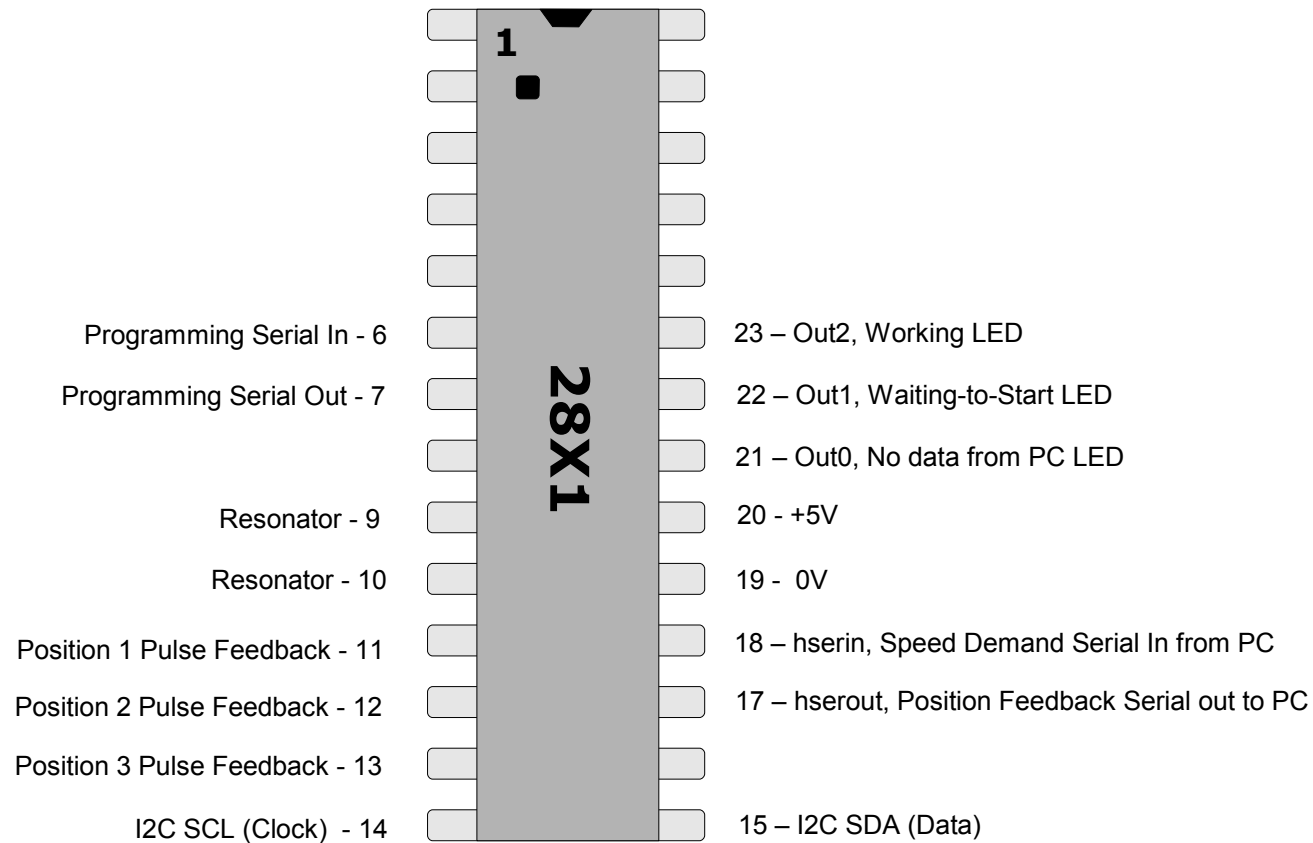 1
Programming Serial In - 6
23 – Out2, Working LED
Programming Serial Out - 7
22 – Out1, Waiting-to-Start LED
28X1
21 – Out0, No data from PC LED
Resonator - 9
20 - +5V
Resonator - 10
19 -  0V
Position 1 Pulse Feedback - 11
18 – hserin, Speed Demand Serial In from PC
Position 2 Pulse Feedback - 12
17 – hserout, Position Feedback Serial out to PC
Position 3 Pulse Feedback - 13
I2C SCL (Clock)  - 14
15 – I2C SDA (Data)